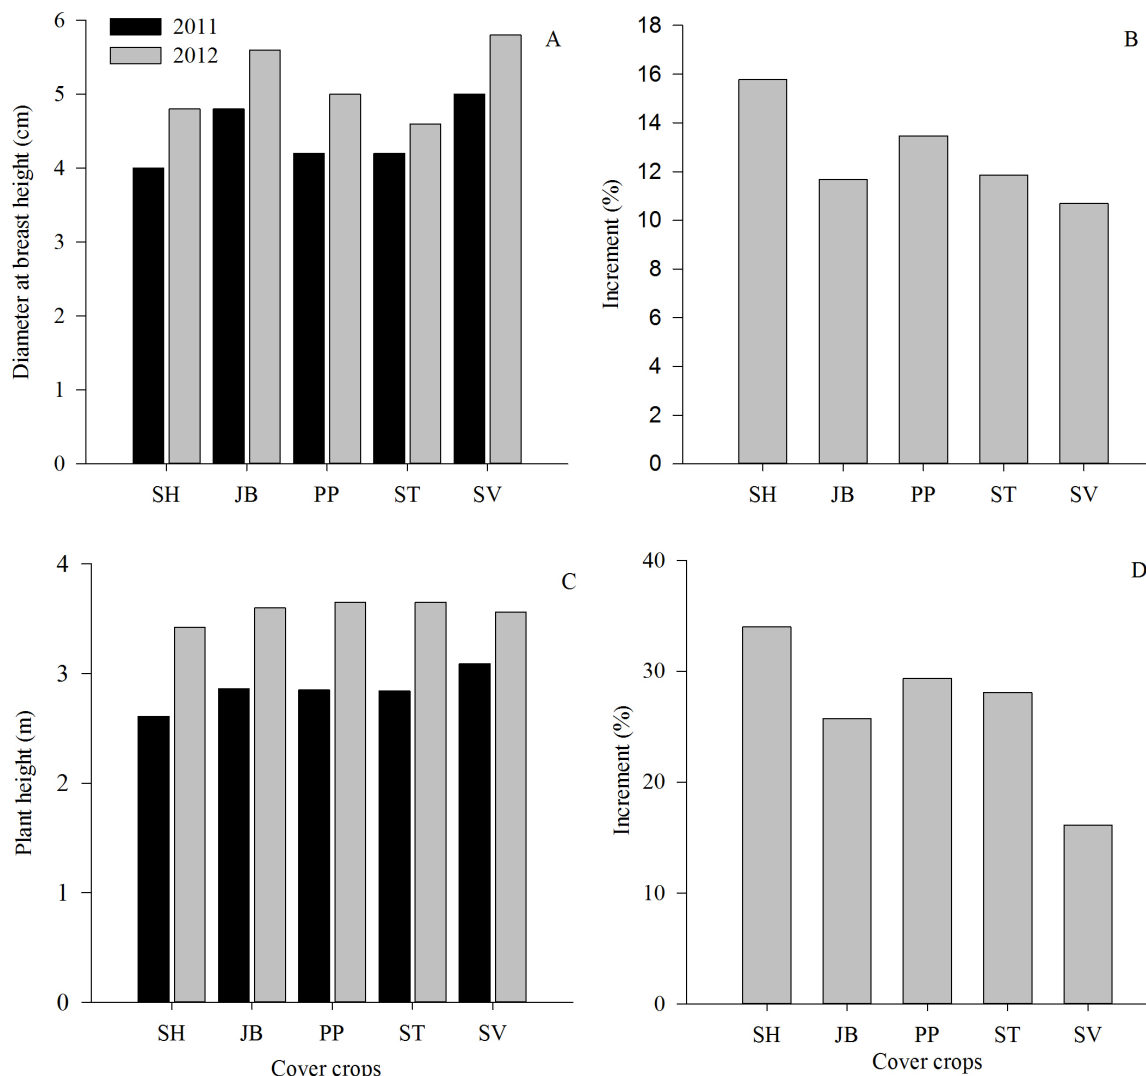 2011
2012
A
Diameter at breast height (cm)
6
5
4
3
2
1
0
SH JB PP ST SV
B
Increment (%)
18
16
14
12
10
8
6
4
2
0
SH JB PP ST SV
C
Plant height (m)
4
3
2
1
0
SH JB PP ST SV
Cover crops
D
Increment (%)
40
30
20
10
0
SH JB PP ST SV
Cover crops